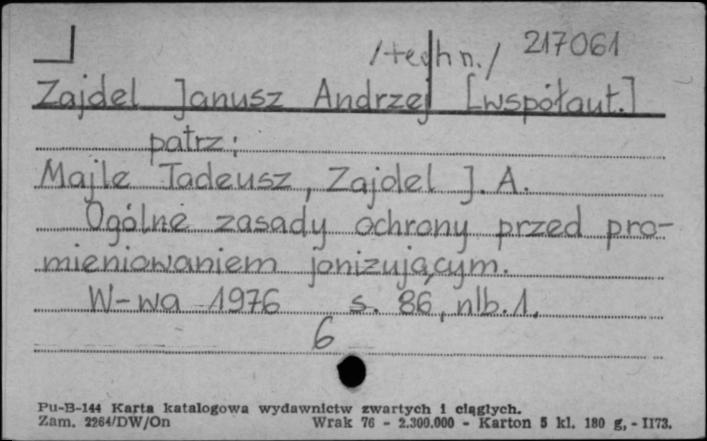 /techn./ 217061
Zajdel Janusz Andrzej [współaut.]
patrz:
Majle Tadeusz, Zajdel J. A.
Ogólne zasady ochrony przed pro-
mieniowaniem jonizującym.
W-wa 1976 s. 86, nlb. 1.
6
Pu-B-144 Karta katalogowa wydawnictw zwartych i ciągłych.
Zam. 2264/DW/On Wrak 76 - 2.300.000 - Karton 5 kl. 180 g, - II73.